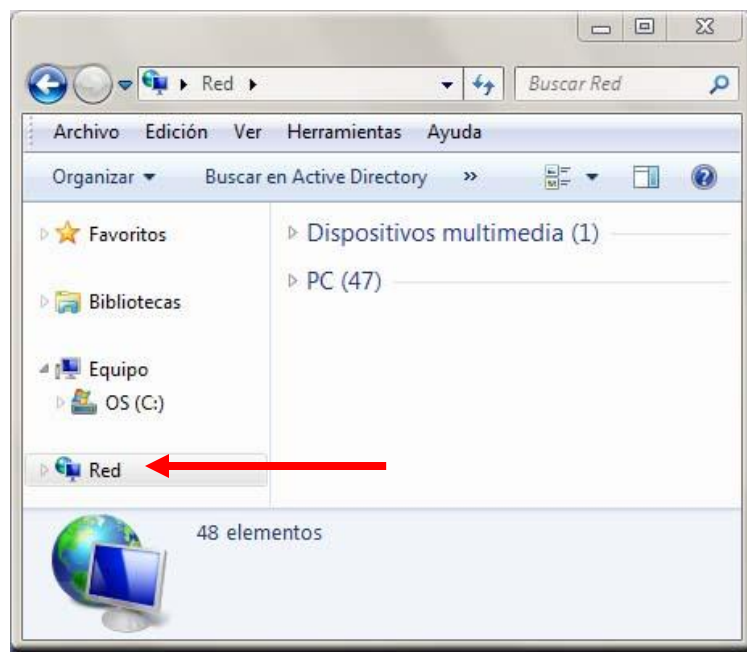 Red
Buscar Red
Archivo Edición Ver Herramientas Ayuda
Organizar Buscar en Active Directory »
Favoritos
Bibliotecas
Equipo
OS (C:)
Red
Dispositivos multimedia (1)
PC (47)
48 elementos